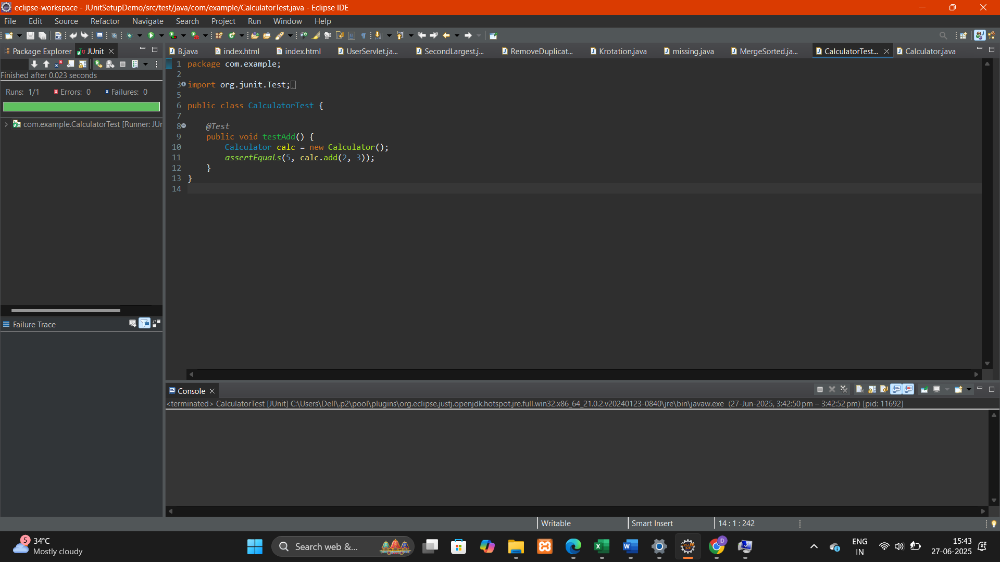 eclipse-workspace - JUnitSetupDemo/src/test/java/com/example/CalculatorTest.java - Eclipse IDE
File Edit Source Refactor Navigate Search Project Run Window Help
Package Explorer JUnit
B.java index.html index.html UserServlet.ja... SecondLargest.j... RemoveDuplicat... Krotation.java missing.java MergeSorted.ja... CalculatorTest... Calculator.java
Finished after 0.023 seconds
Runs: 1/1 Errors: 0 Failures: 0
com.example.CalculatorTest [Runner: JUr
Failure Trace
1 package com.example;
2
3 import org.junit.Test;
5
6 public class CalculatorTest {
7
8 @Test
9 public void testAdd() {
10 Calculator calc = new Calculator();
11 assertEquals(5, calc.add(2, 3));
12 }
13 }
14
Console
<terminated> CalculatorTest [JUnit] C:\Users\Dell\.p2\pool\plugins\org.eclipse.justj.openjdk.hotspot.jre.full.win32.x86_64_21.0.2.v20240123-0840\jre\bin\javaw.exe (27-Jun-2025, 3:42:50 pm – 3:42:52 pm) [pid: 11692]
Writable Smart Insert 14 : 1 : 242
5
34°C
Mostly cloudy
Search web &...
D
ENG
IN
15:43
27-06-2025